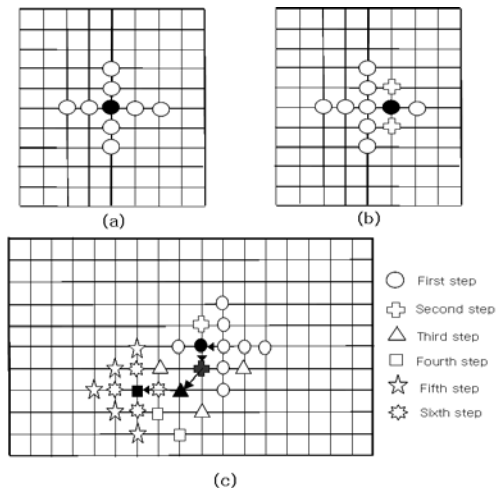 (a)
(b)
First step
Second step
Third step
Fourth step
Fifth step
Sixth step
(c)